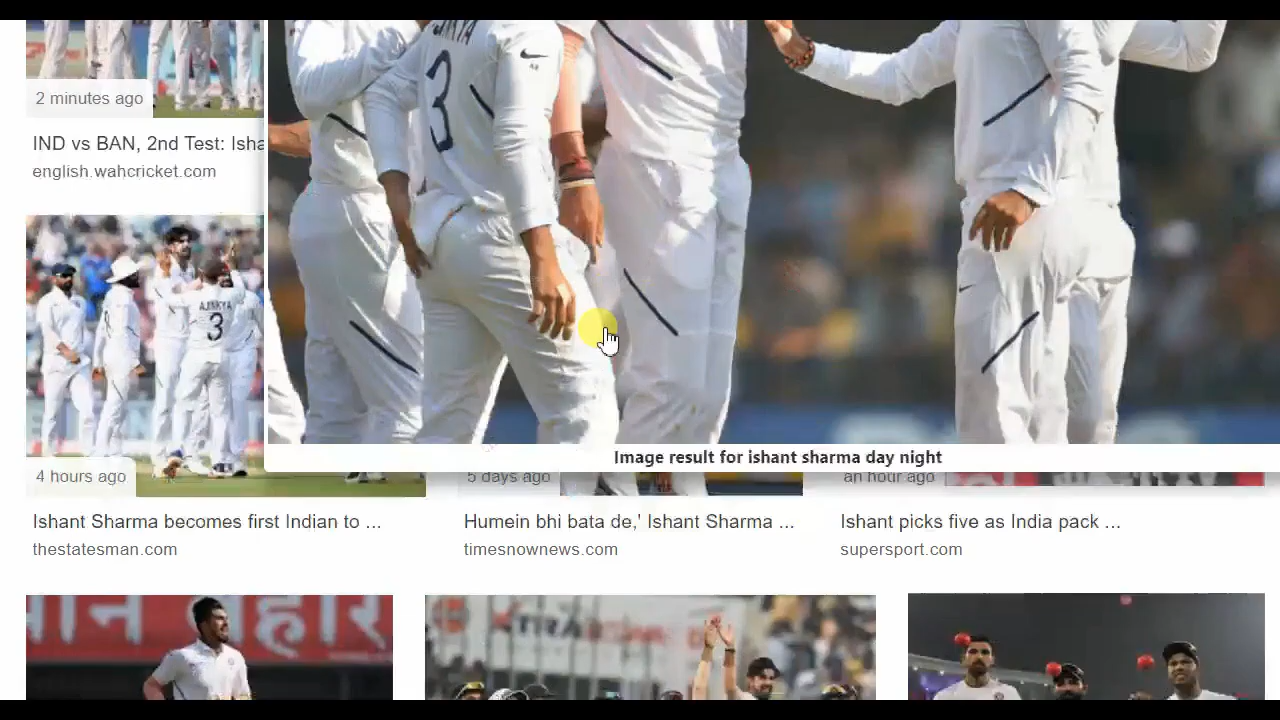 2 minutes ago
IND vs BAN, 2nd Test: Isha
english.wahcricket.com
3
AJINKYA
3
4 hours ago
5 days ago
an hour ago
Image result for ishant sharma day night
Ishant Sharma becomes first Indian to ...
thestatesman.com
Humein bhi bata de,' Ishant Sharma ...
timesnownews.com
Ishant picks five as India pack ...
supersport.com